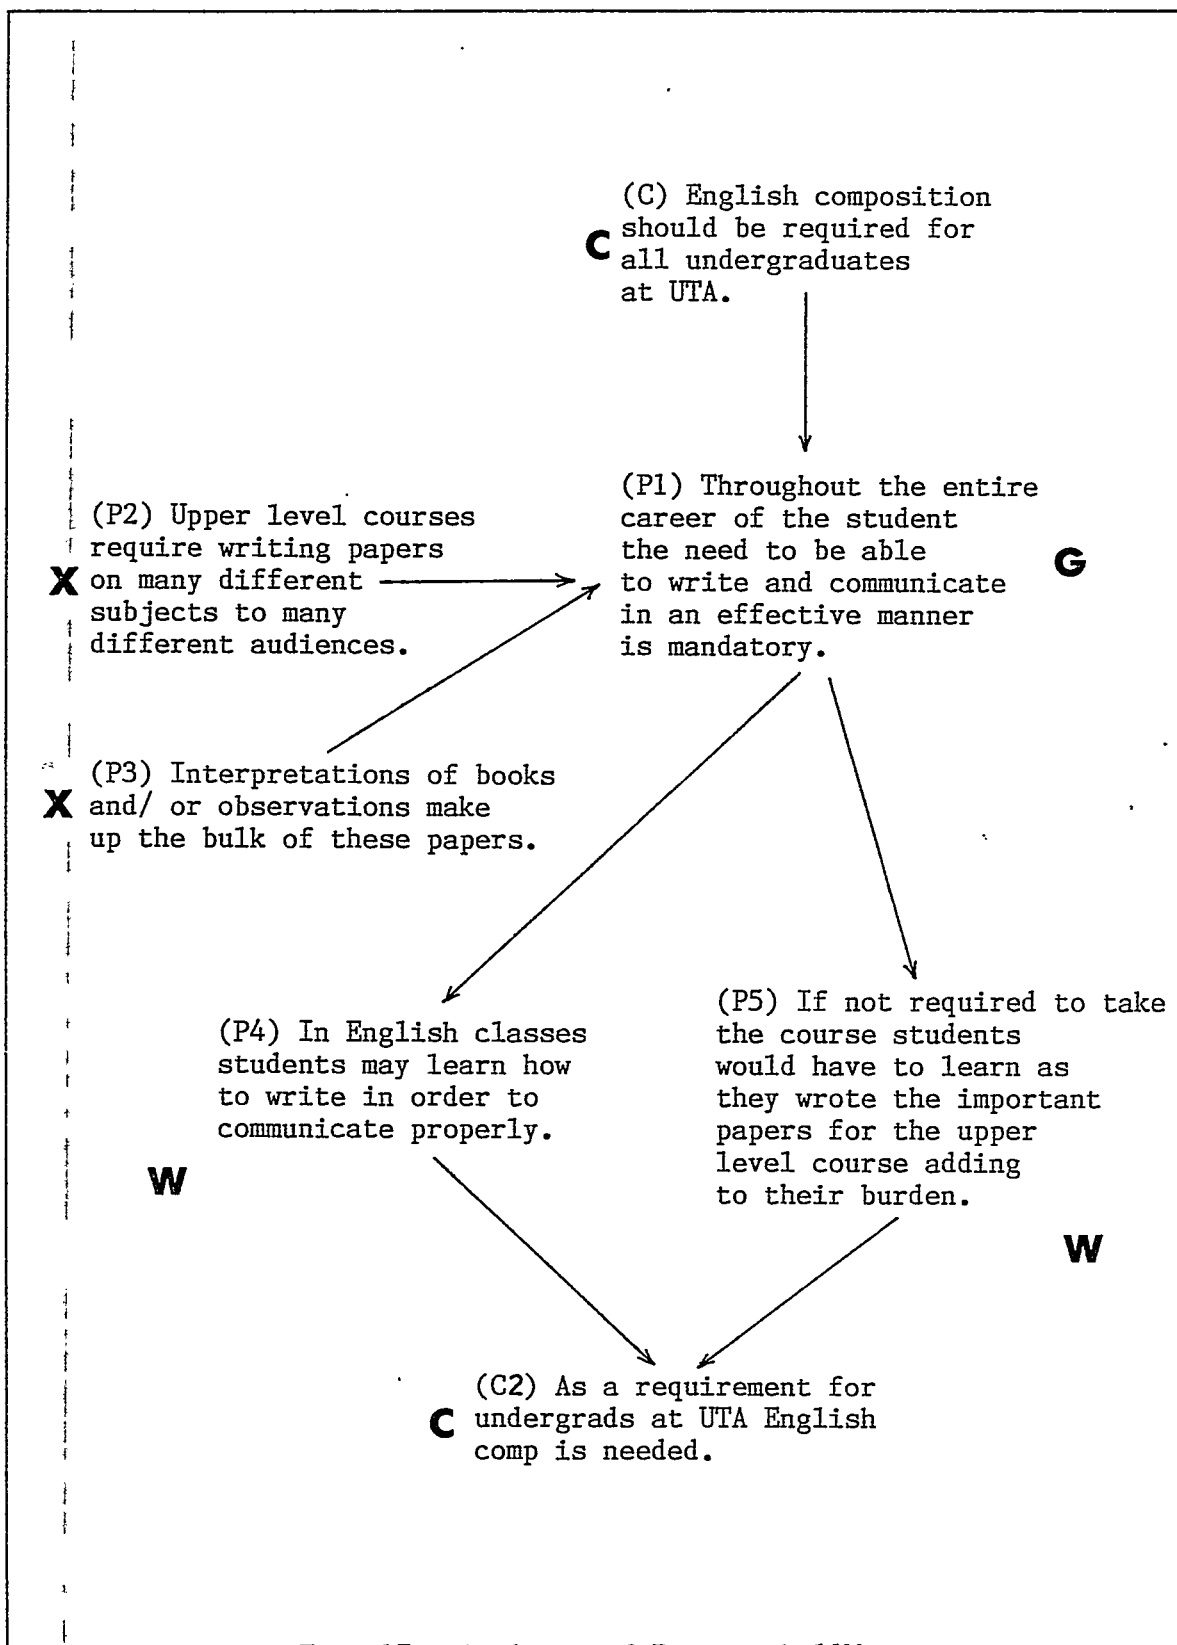 (C) English composition
should be required for
C
all undergraduates
at UTA.
(P1) Throughout the entire
career of the student
the need to be able
to write and communicate
in an effective manner
is mandatory.
G
(P2) Upper level courses
require writing papers
X on many different
subjects to many
different audiences.
(P3) Interpretations of books
X and/ or observations make
up the bulk of these papers.
(P4) In English classes
students may learn how
to write in order to
communicate properly.
W
(P5) If not required to take
the course students
would have to learn as
they wrote the important
papers for the upper
level course adding
to their burden.
W
(C2) As a requirement for
C undergrads at UTA English
comp is needed.